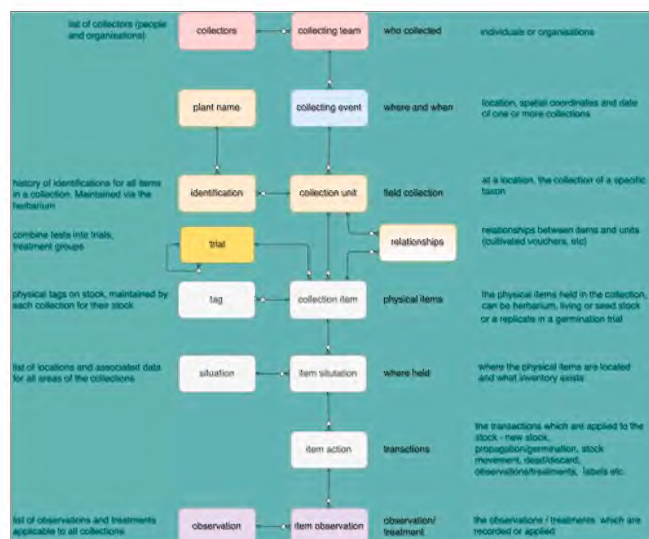 list of collectors (people
and organisations)
collectors
collecting team
who collected
individuals or organisations
plant name
collecting event
where and when
location, spatial coordinates and date
of one or more collections
history of identifications for all items
in a collection. Maintained via the
herbarium
identification
collection unit
field collection
at a location, the collection of a specific
taxon
combine tests into trials,
treatment groups
trial
relationships
relationships between items and units
(cultivated vouchers, etc)
physical tags on stock, maintained by
each collection for their stock
tag
collection item
physical items
the physical items held in the collection,
can be herbarium, living or seed stock
or a replicate in a germination trial
list of locations and associated data
for all areas of the collections
situation
item situtation
where held
where the physical items are located
and what inventory exists
item action
transactions
the transactions which are applied to the
stock - new stock,
propagation/germination, stock
movement, dead/discard,
observations/treatments, labels etc.
list of observations and treatments
applicable to all collections
observation
item observation
observation/
treatment
the observations / treatments which are
recorded or applied